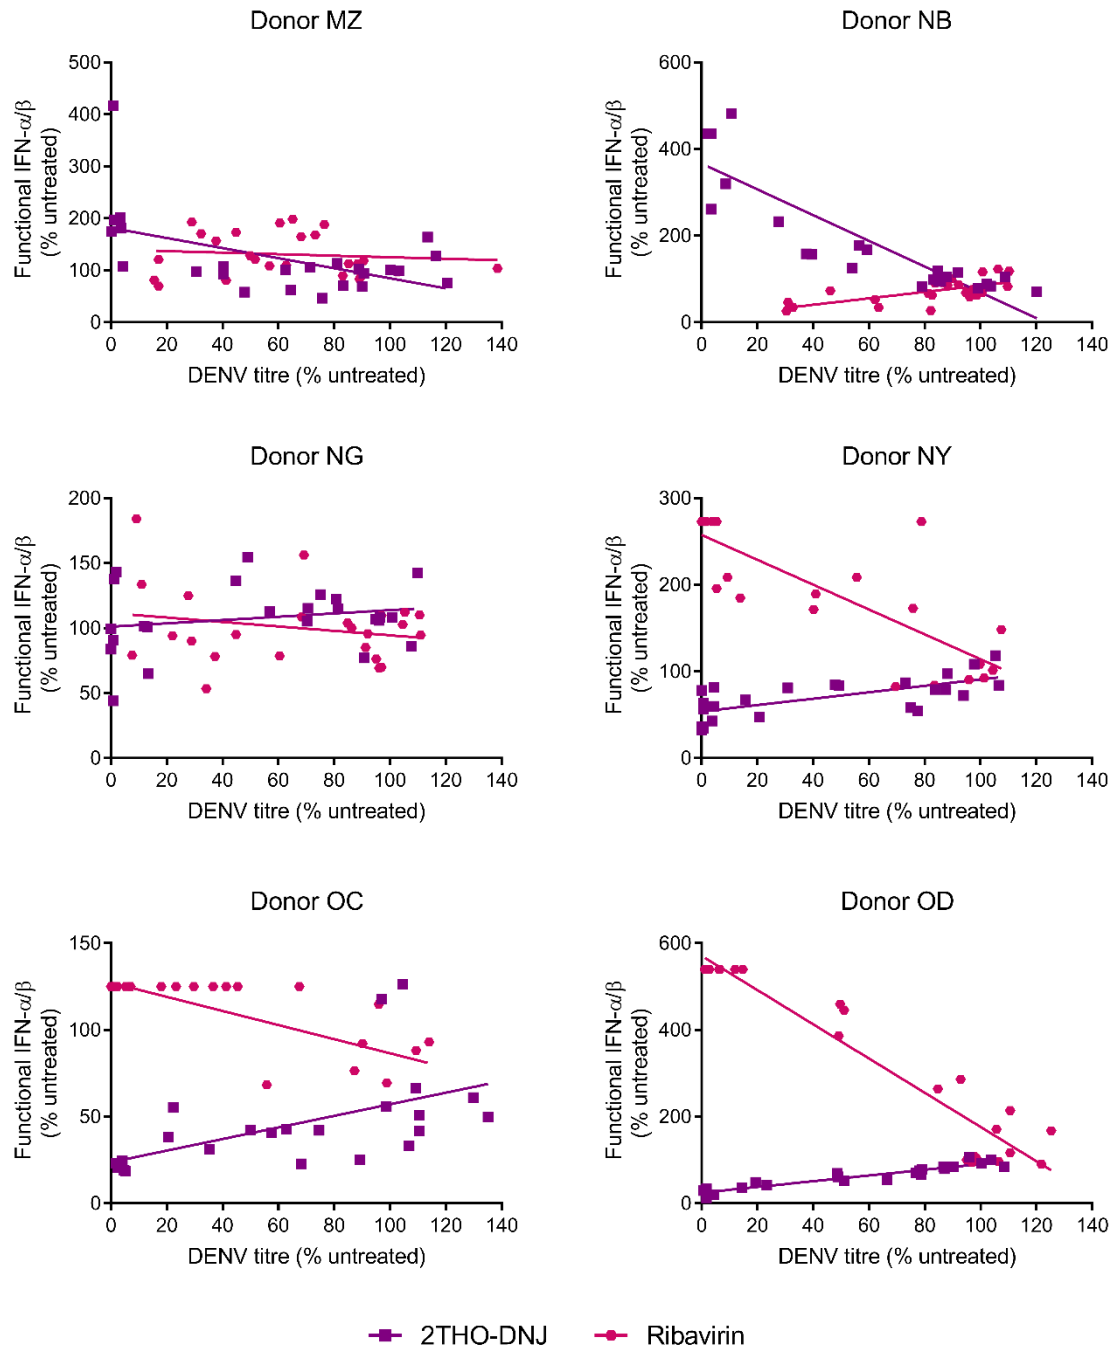 Donor MZ
Functional IFN-α/β
(% untreated)
500
400
300
200
100
0
0 20 40 60 80 100 120 140
DENV titre (% untreated)
Donor NB
Functional IFN-α/β
(% untreated)
600
400
200
0
0 20 40 60 80 100 120 140
DENV titre (% untreated)
Donor NG
Functional IFN-α/β
(% untreated)
200
150
100
50
0
0 20 40 60 80 100 120 140
DENV titre (% untreated)
Donor NY
Functional IFN-α/β
(% untreated)
300
200
100
0
0 20 40 60 80 100 120 140
DENV titre (% untreated)
Donor OC
Functional IFN-α/β
(% untreated)
150
100
50
0
0 20 40 60 80 100 120 140
DENV titre (% untreated)
Donor OD
Functional IFN-α/β
(% untreated)
600
400
200
0
0 20 40 60 80 100 120 140
DENV titre (% untreated)
2THO-DNJ Ribavirin